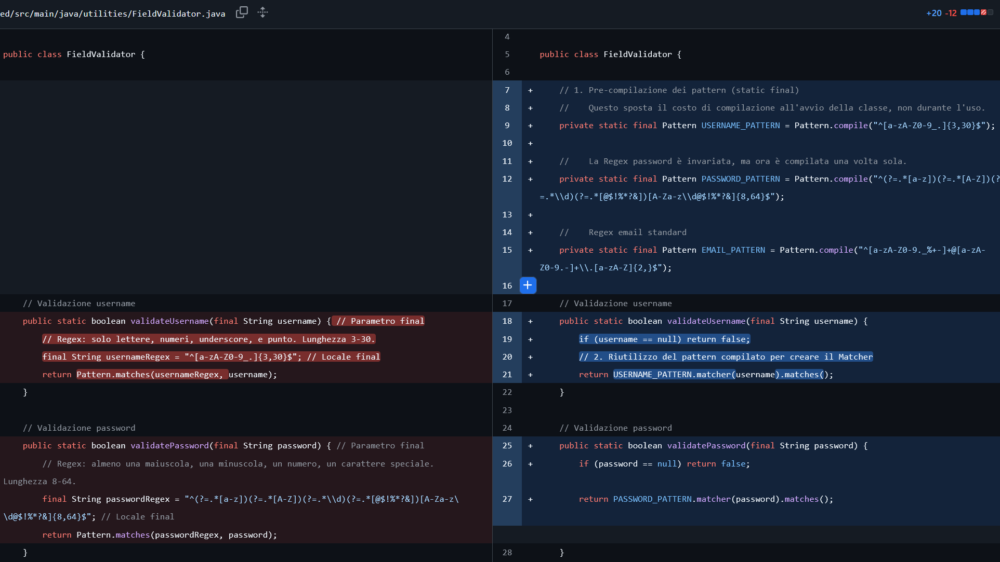 ed/src/main/java/utilities/FieldValidator.java
+20 -12
public class FieldValidator {
// Validazione username
public static boolean validateUsername(final String username) { // Parametro final
// Regex: solo lettere, numeri, underscore, e punto. Lunghezza 3-30.
final String usernameRegex = "^[a-zA-Z0-9_.]{3,30}$"; // Locale final
return Pattern.matches(usernameRegex, username);
}
// Validazione password
public static boolean validatePassword(final String password) { // Parametro final
// Regex: almeno una maiuscola, una minuscola, un numero, un carattere speciale.
Lunghezza 8-64.
final String passwordRegex = "^(?=.*[a-z])(?=.*[A-Z])(?=.*\\d)(?=.*[@$!%*?&])[A-Za-z\
\d@$!%*?&]{8,64}$"; // Locale final
return Pattern.matches(passwordRegex, password);
}
4
5 public class FieldValidator {
6
7 + // 1. Pre-compilazione dei pattern (static final)
8 + // Questo sposta il costo di compilazione all'avvio della classe, non durante l'uso.
9 + private static final Pattern USERNAME_PATTERN = Pattern.compile("^[a-zA-Z0-9_.]{3,30}$");
10 +
11 + // La Regex password è invariata, ma ora è compilata una volta sola.
12 + private static final Pattern PASSWORD_PATTERN = Pattern.compile("^(?=.*[a-z])(?=.*[A-Z])(?
=.*\\d)(?=.*[@$!%*?&])[A-Za-z\\d@$!%*?&]{8,64}$");
13 +
14 + // Regex email standard
15 + private static final Pattern EMAIL_PATTERN = Pattern.compile("^[a-zA-Z0-9._%+-]+@[a-zA-
Z0-9.-]+\\.[a-zA-Z]{2,}$");
16 +
17 // Validazione username
18 + public static boolean validateUsername(final String username) {
19 + if (username == null) return false;
20 + // 2. Riutilizzo del pattern compilato per creare il Matcher
21 + return USERNAME_PATTERN.matcher(username).matches();
22 }
23
24 // Validazione password
25 + public static boolean validatePassword(final String password) {
26 + if (password == null) return false;
27 + return PASSWORD_PATTERN.matcher(password).matches();
28 }